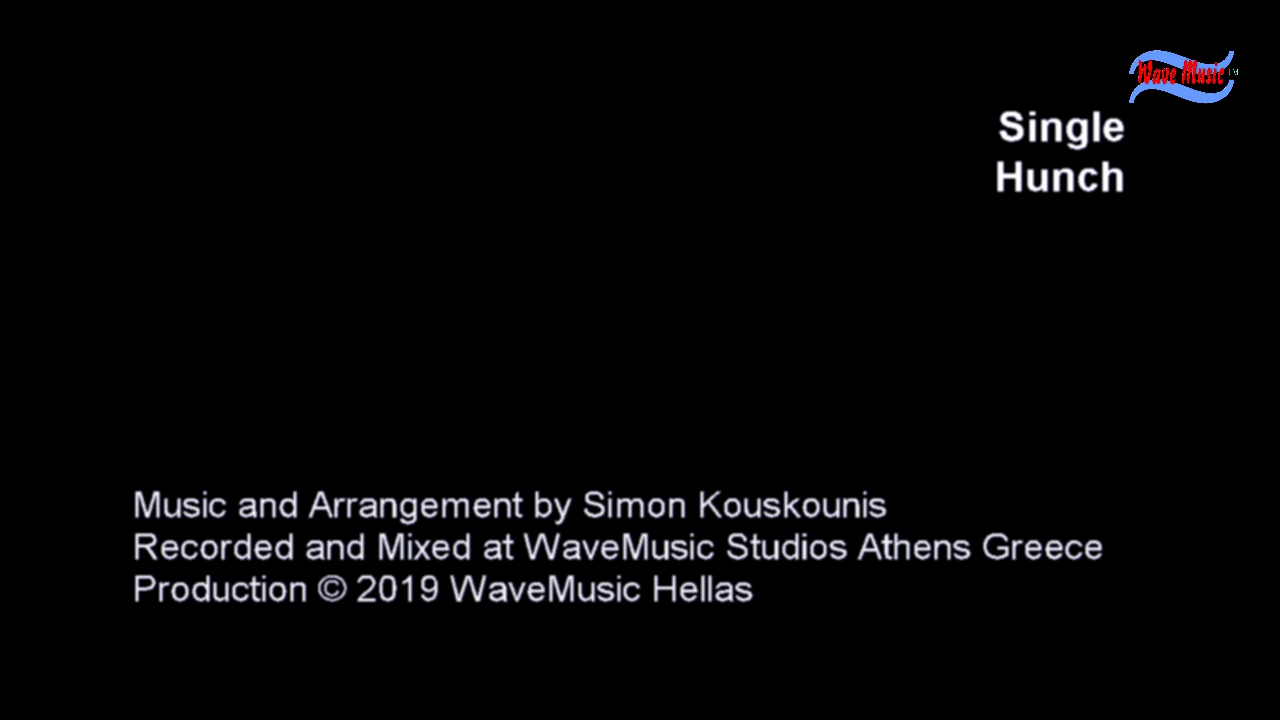 Wave Music™
Single
Hunch
Music and Arrangement by Simon Kouskounis
Recorded and Mixed at WaveMusic Studios Athens Greece
Production © 2019 WaveMusic Hellas